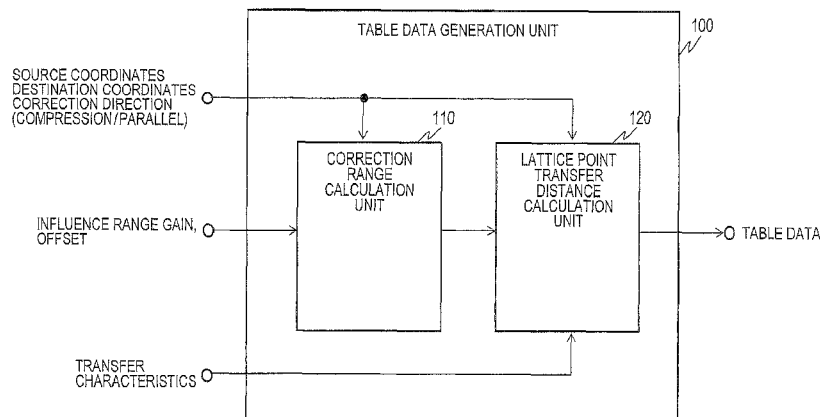 TABLE DATA GENERATION UNIT
100
SOURCE COORDINATES
DESTINATION COORDINATES
CORRECTION DIRECTION
(COMPRESSION/PARALLEL)
110
120
CORRECTION
RANGE
CALCULATION
UNIT
LATTICE POINT
TRANSFER
DISTANCE
CALCULATION
UNIT
INFLUENCE RANGE GAIN,
OFFSET
TABLE DATA
TRANSFER
CHARACTERISTICS